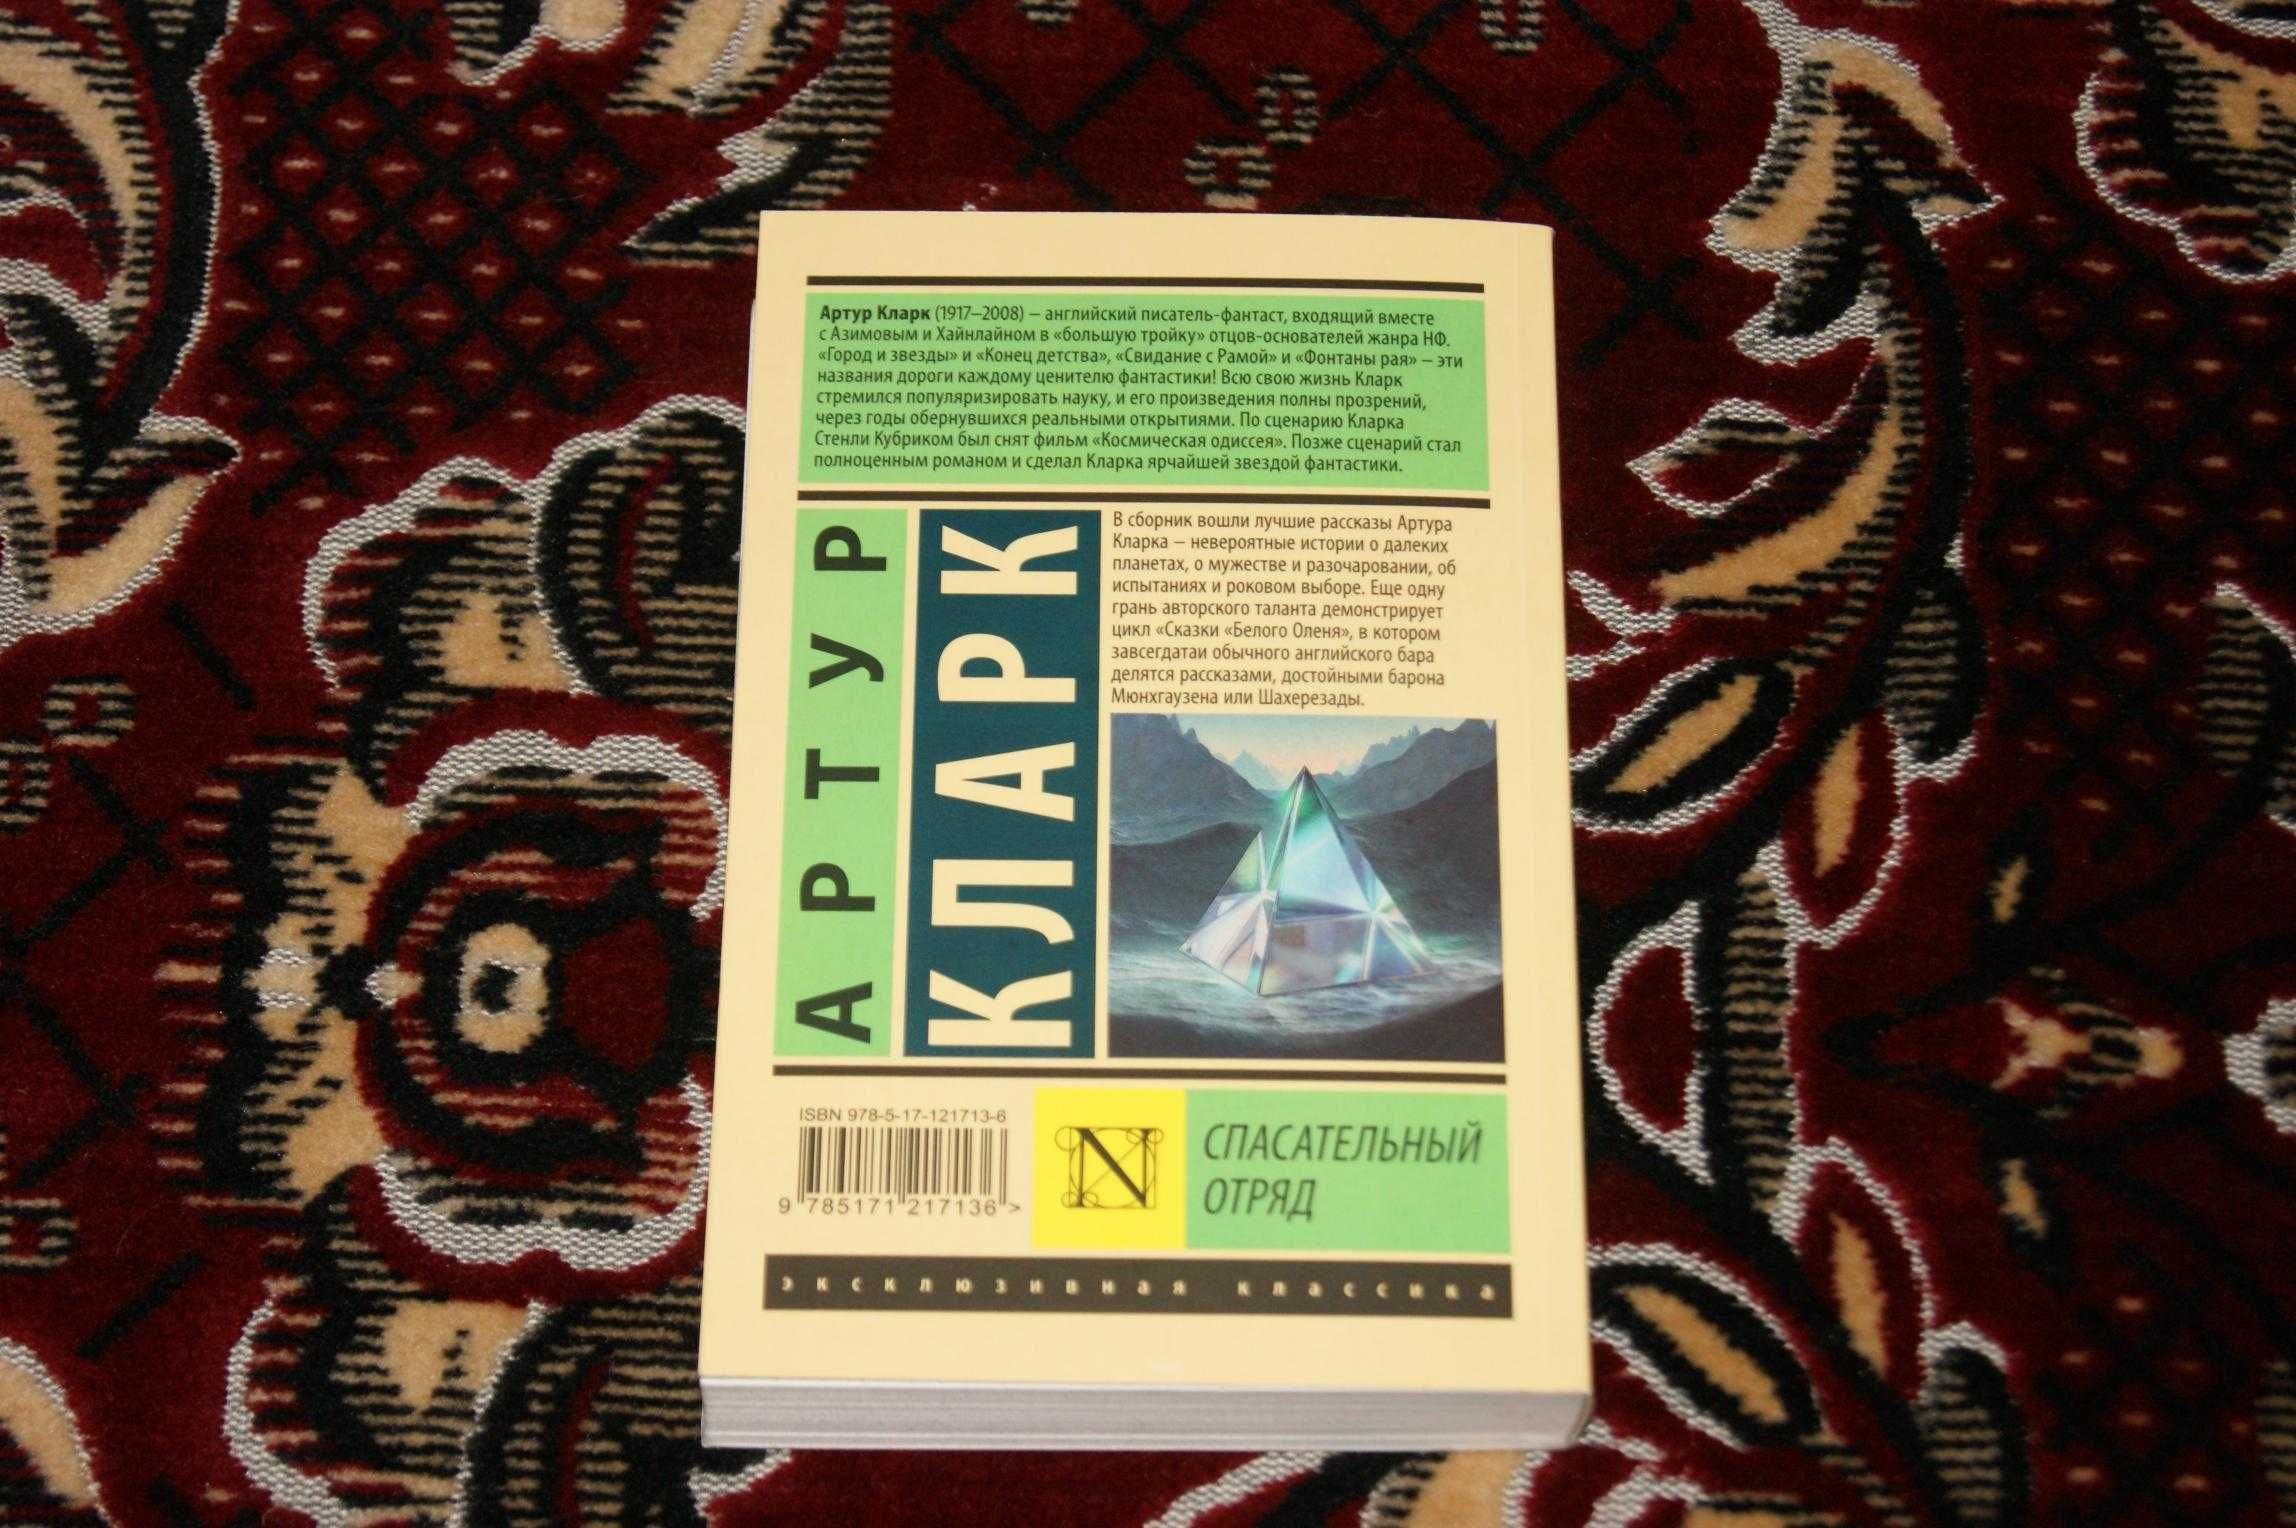 Артур Кларк (1917–2008) – английский писатель-фантаст, входящий вместе
с Азимовым и Хайнлайном в «большую тройку» отцов-основателей жанра НФ.
«Город и звезды» и «Конец детства», «Свидание с Рамой» и «Фонтаны рая» – эти
названия дороги каждому ценителю фантастики! Всю свою жизнь Кларк
стремился популяризировать науку, и его произведения полны прозрений,
через годы обернувшихся реальными открытиями. По сценарию Кларка
Стенли Кубриком был снят фильм «Космическая одиссея». Позже сценарий стал
полноценным романом и сделал Кларка ярчайшей звездой фантастики.
АРТУР
КЛАРК
В сборник вошли лучшие рассказы Артура
Кларка – невероятные истории о далеких
планетах, о мужестве и разочаровании, об
испытаниях и роковом выборе. Еще одну
грань авторского таланта демонстрирует
цикл «Сказки «Белого Оленя», в котором
завсегдатаи обычного английского бара
делятся рассказами, достойными барона
Мюнхгаузена или Шахерезады.
ISBN 978-5-17-121713-6
9 785171 217136 >
N
СПАСАТЕЛЬНЫЙ
ОТРЯД
эксклюзивная классика